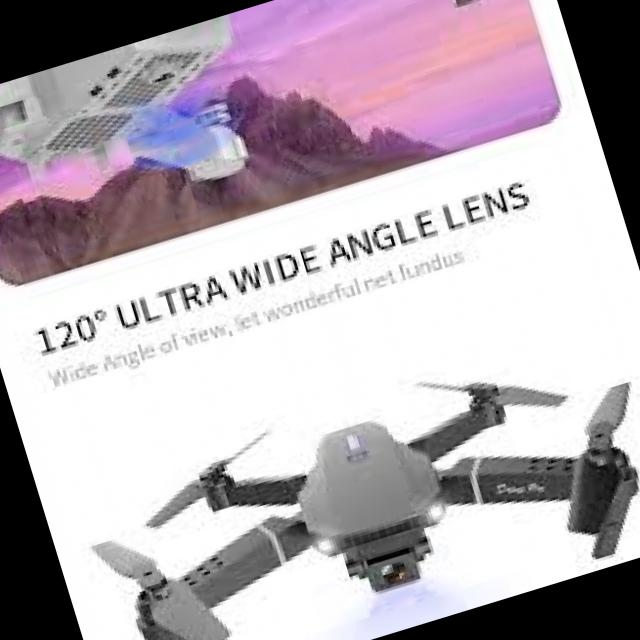 120° ULTRA WIDE ANGLE LENS
Wide Angle of view, let wonderful net fundus